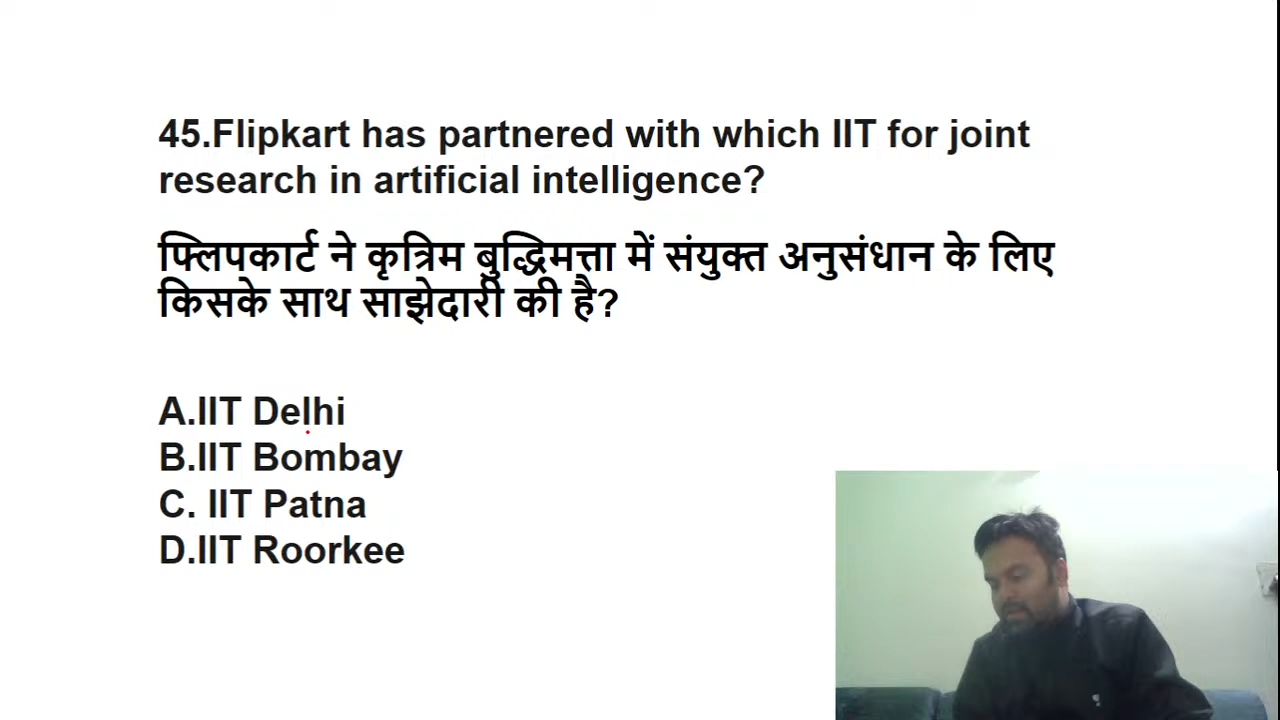 45.Flipkart has partnered with which IIT for joint
research in artificial intelligence?
फ्लिपकार्ट ने कृत्रिम बुद्धिमत्ता में संयुक्त अनुसंधान के लिए
किसके साथ साझेदारी की है?
A.IIT Delhi
B.IIT Bombay
C. IIT Patna
D.IIT Roorkee